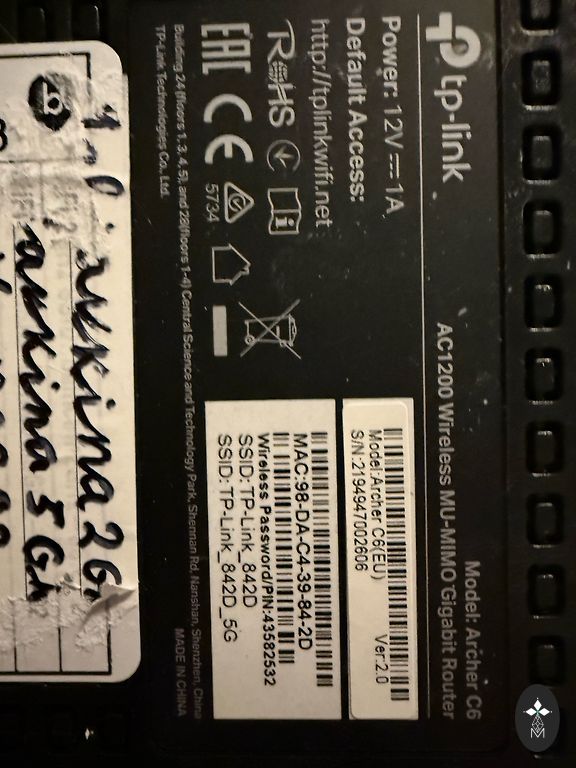 tp-link
Model: Archer C6
AC1200 Wireless MU-MIMO Gigabit Router
Power: 12V ⎓ 1A
Default Access:
http://tplinkwifi.net
RoHS
EAC CE
5734
Model:Archer C6(EU) Ver:2.0
S/N:2194947002606
MAC:98-DA-C4-39-84-2D
Wireless Password/PIN:43582532
SSID: TP-Link_842D
SSID: TP-Link_842D_5G
Building 24 (floors 1, 3, 4, 5), and 28(floors 1-4) Central Science and Technology Park, Shennan Rd, Nanshan, Shenzhen, China
TP-Link Technologies Co., Ltd. MADE IN CHINA
b